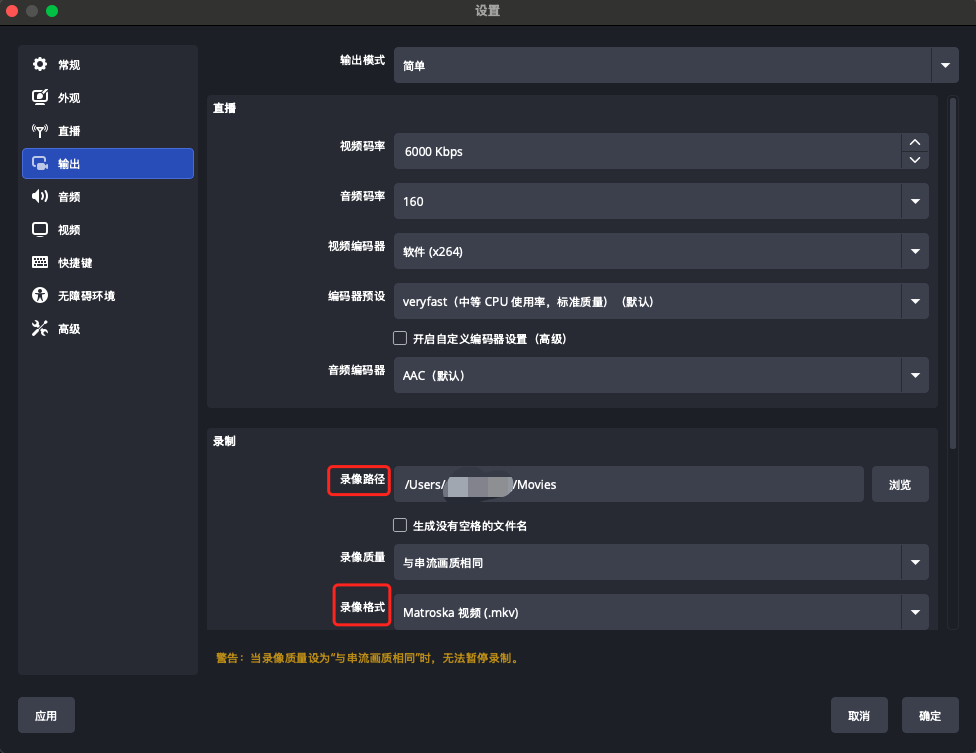 设置
常规
外观
直播
输出
音频
视频
快捷键
无障碍环境
高级
输出模式 简单
直播
视频码率 6000 Kbps
音频码率 160
视频编码器 软件 (x264)
编码器预设 veryfast（中等 CPU 使用率，标准质量）（默认）
开启自定义编码器设置（高级）
音频编码器 AAC（默认）
录制
录像路径 /Users/ /Movies 浏览
生成没有空格的文件名
录像质量 与串流画质相同
录像格式 Matroska 视频 (.mkv)
警告：当录像质量设为“与串流画质相同”时，无法暂停录制。
应用 取消 确定